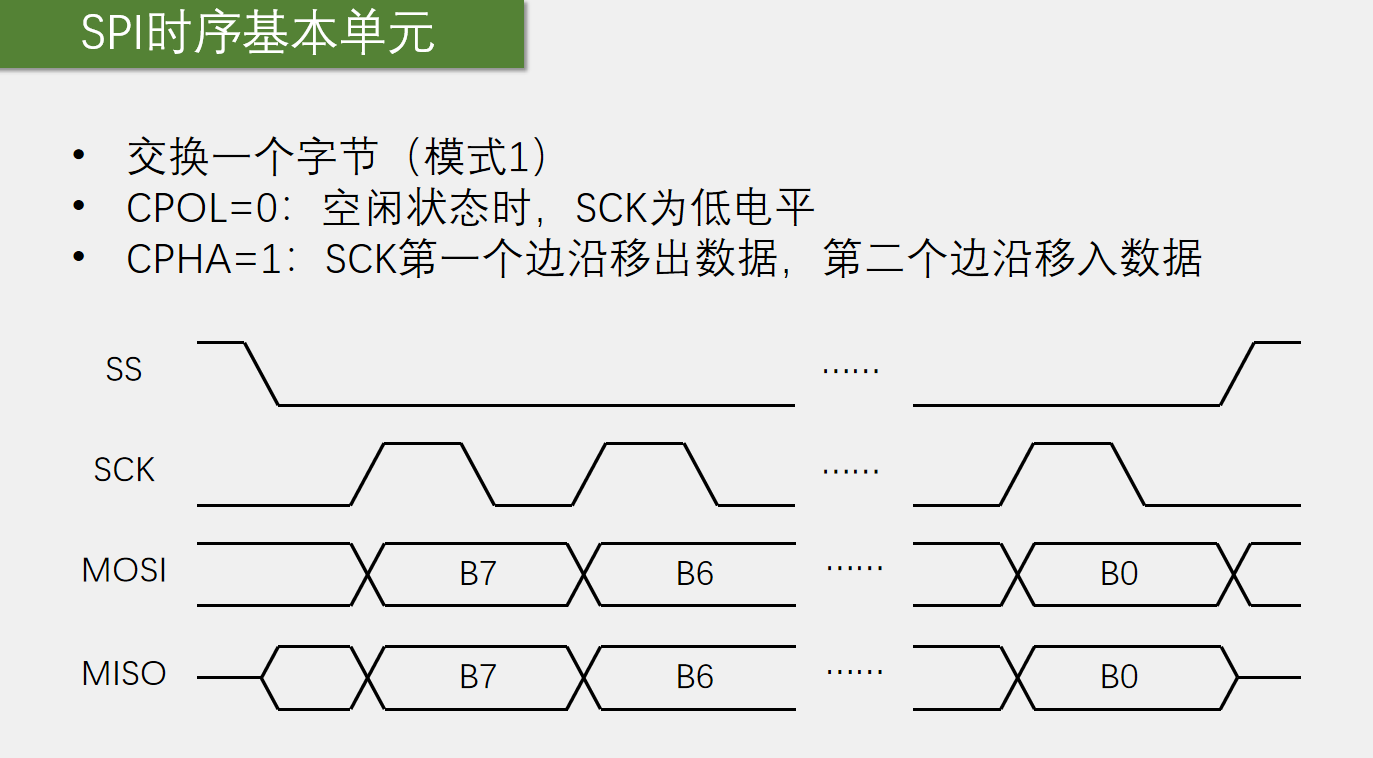 SPI时序基本单元
• 交换一个字节（模式1）
• CPOL=0：空闲状态时，SCK为低电平
• CPHA=1：SCK第一个边沿移出数据，第二个边沿移入数据
SS ……
SCK ……
MOSI B7 B6 …… B0
MISO B7 B6 …… B0